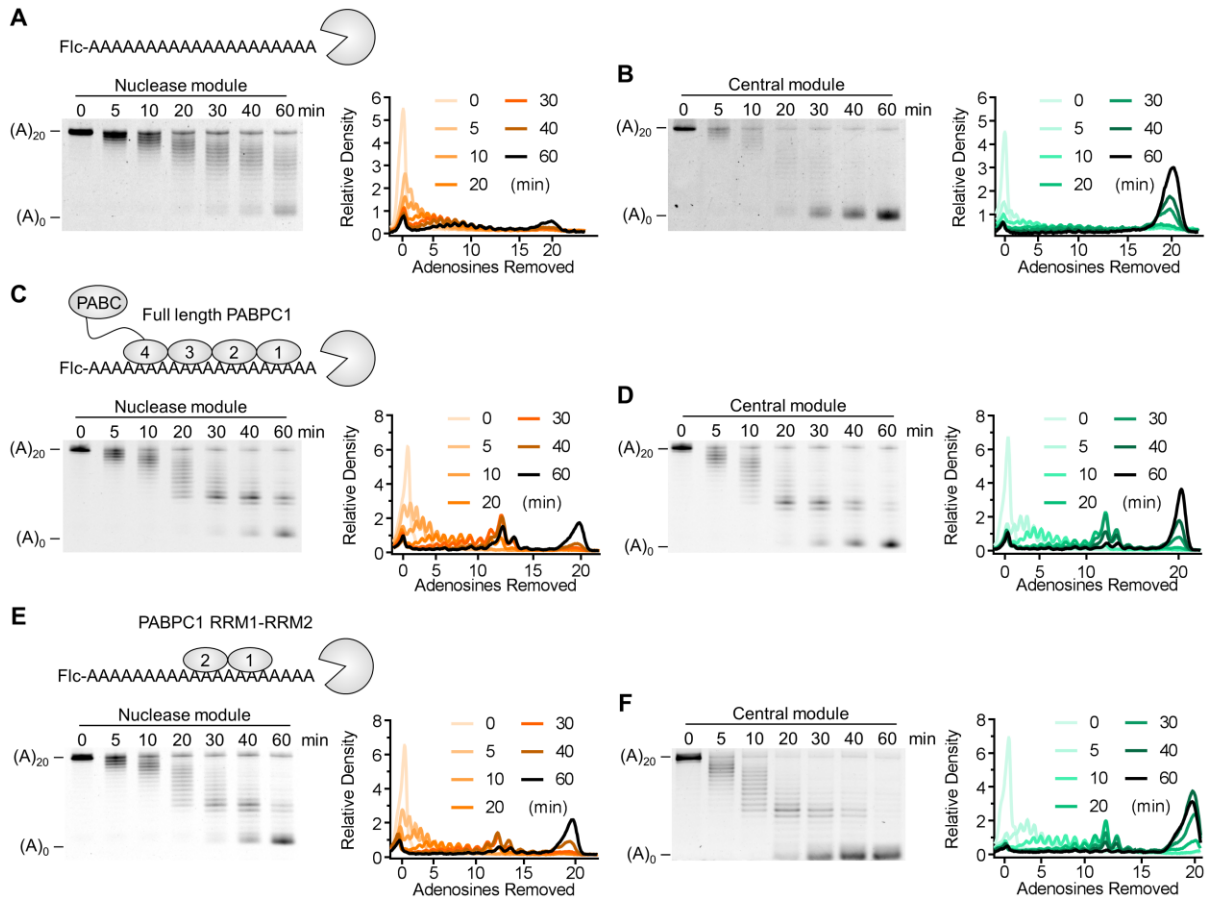 A
Flc-AAAAAAAAAAAAAAAAAAAA
Nuclease module
0 5 10 20 30 40 60 min
(A)20
(A)0
Relative Density
6
5
4
3
2
1
0
0 30
5 40
10 60
20 (min)
0 5 10 15 20
Adenosines Removed
B
Central module
0 5 10 20 30 40 60 min
(A)20
(A)0
Relative Density
6
5
4
3
2
1
0
0 30
5 40
10 60
20 (min)
0 5 10 15 20
Adenosines Removed
C
PABC
Full length PABPC1
4 3 2 1
Flc-AAAAAAAAAAAAAAAAAAAA
Nuclease module
0 5 10 20 30 40 60 min
(A)20
(A)0
Relative Density
8
6
4
2
0
0 30
5 40
10 60
20 (min)
0 5 10 15 20
Adenosines Removed
D
Central module
0 5 10 20 30 40 60 min
(A)20
(A)0
Relative Density
8
6
4
2
0
0 30
5 40
10 60
20 (min)
0 5 10 15 20
Adenosines Removed
E
PABPC1 RRM1-RRM2
2 1
Flc-AAAAAAAAAAAAAAAAAAAA
Nuclease module
0 5 10 20 30 40 60 min
(A)20
(A)0
Relative Density
8
6
4
2
0
0 30
5 40
10 60
20 (min)
0 5 10 15 20
Adenosines Removed
F
Central module
0 5 10 20 30 40 60 min
(A)20
(A)0
Relative Density
8
6
4
2
0
0 30
5 40
10 60
20 (min)
0 5 10 15 20
Adenosines Removed